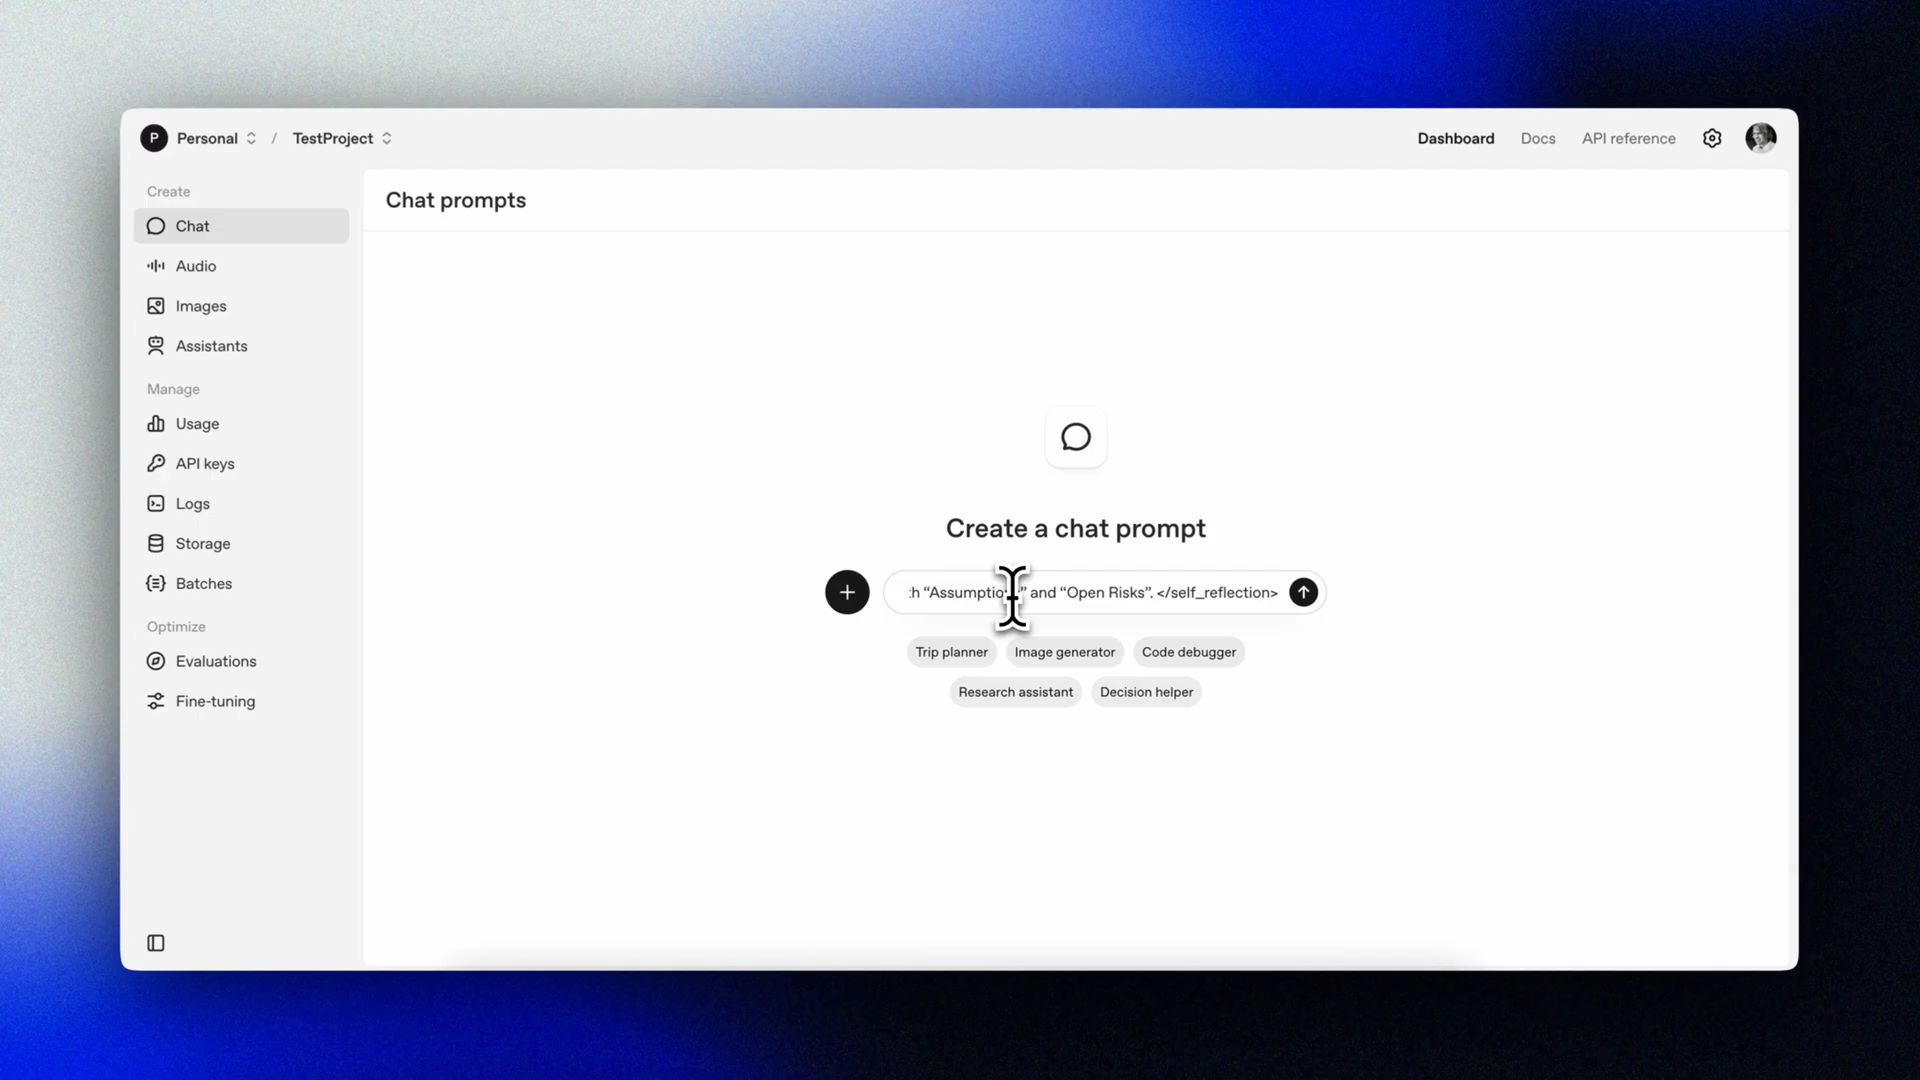 P Personal / TestProject
Dashboard Docs API reference
Create
Chat
Audio
Images
Assistants
Manage
Usage
API keys
Logs
Storage
Batches
Optimize
Evaluations
Fine-tuning
Chat prompts
Create a chat prompt
and “Open Risks”. </self_reflection>
Trip planner Image generator Code debugger
Research assistant Decision helper